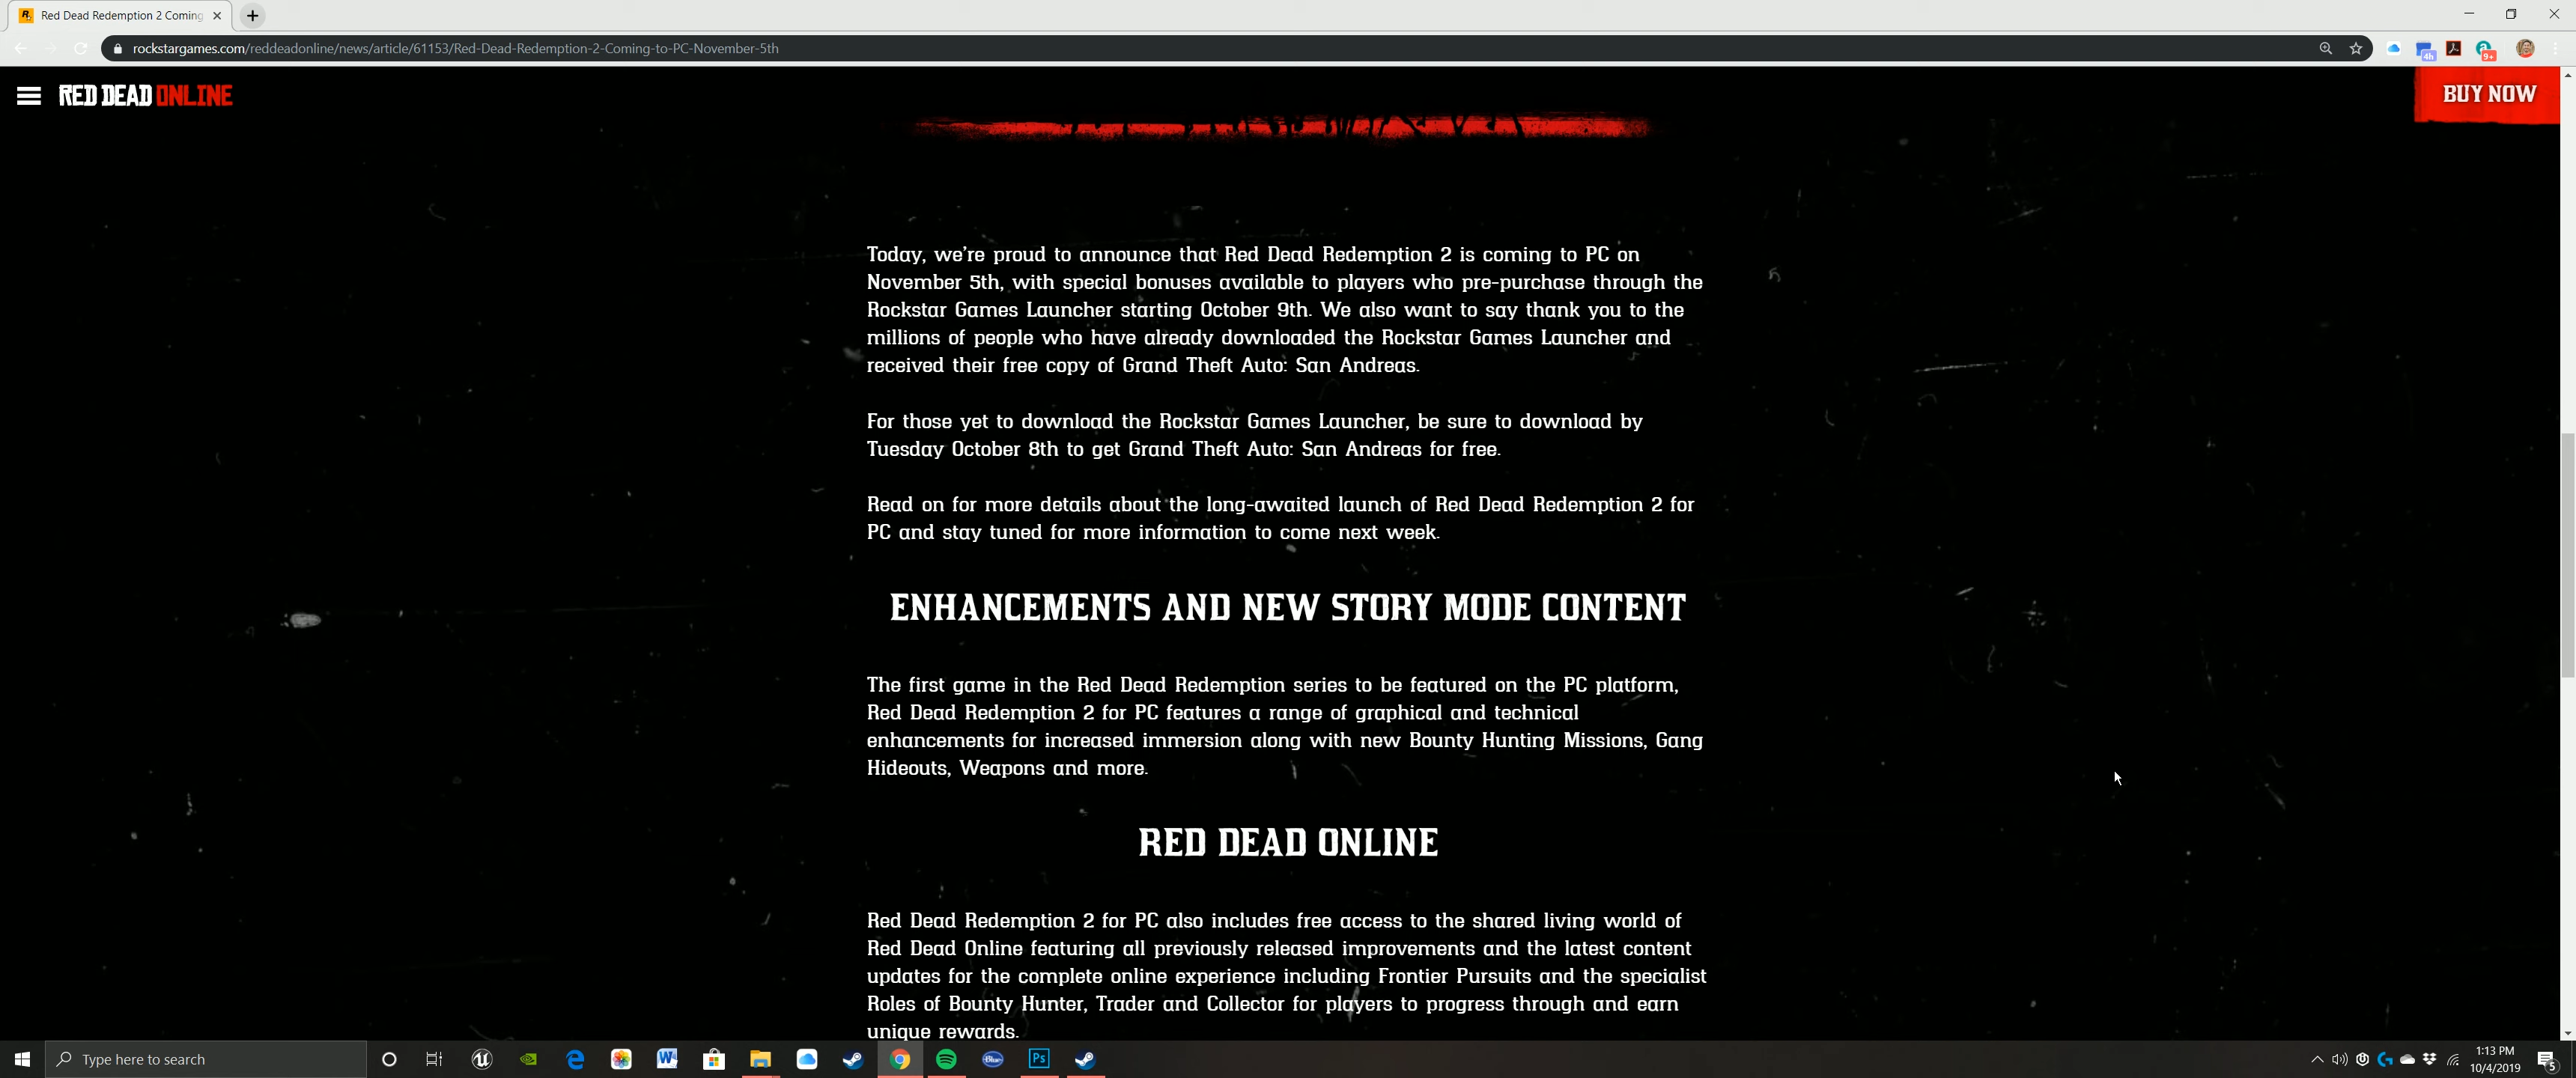 Red Dead Redemption 2 Coming
rockstargames.com/reddeadonline/news/article/61153/Red-Dead-Redemption-2-Coming-to-PC-November-5th
4h
9+
RED DEAD ONLINE
BUY NOW
Today, we're proud to announce that Red Dead Redemption 2 is coming to PC on
November 5th, with special bonuses available to players who pre-purchase through the
Rockstar Games Launcher starting October 9th. We also want to say thank you to the
millions of people who have already downloaded the Rockstar Games Launcher and
received their free copy of Grand Theft Auto: San Andreas.
For those yet to download the Rockstar Games Launcher, be sure to download by
Tuesday October 8th to get Grand Theft Auto: San Andreas for free.
Read on for more details about the long-awaited launch of Red Dead Redemption 2 for
PC and stay tuned for more information to come next week.
ENHANCEMENTS AND NEW STORY MODE CONTENT
The first game in the Red Dead Redemption series to be featured on the PC platform,
Red Dead Redemption 2 for PC features a range of graphical and technical
enhancements for increased immersion along with new Bounty Hunting Missions, Gang
Hideouts, Weapons and more.
RED DEAD ONLINE
Red Dead Redemption 2 for PC also includes free access to the shared living world of
Red Dead Online featuring all previously released improvements and the latest content
updates for the complete online experience including Frontier Pursuits and the specialist
Roles of Bounty Hunter, Trader and Collector for players to progress through and earn
unique rewards.
Type here to search
Ps
1:13 PM
10/4/2019
5